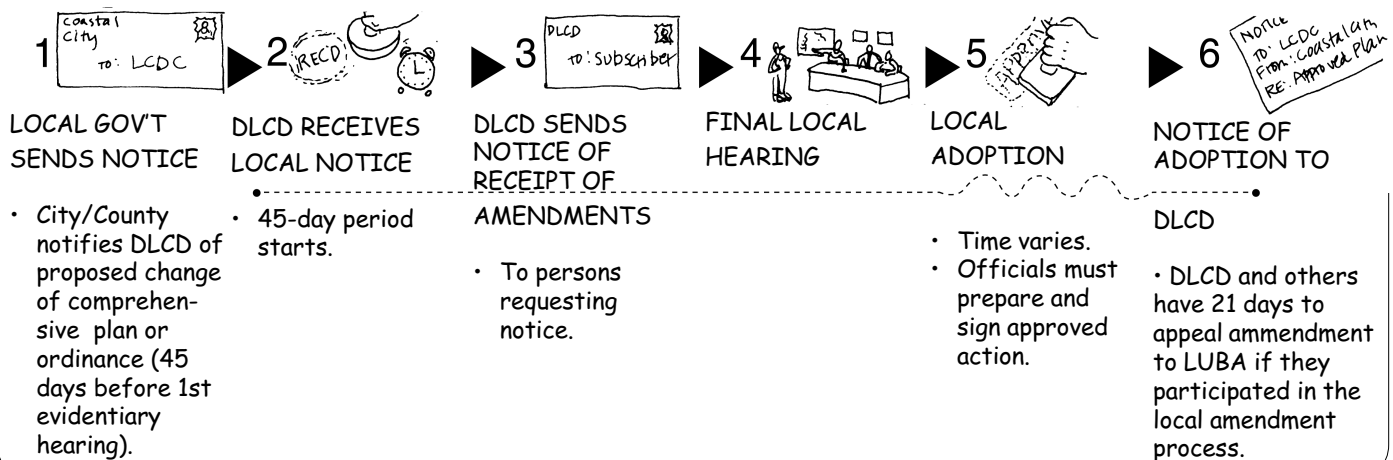 1
Coastal
City
TO: LCDC
2
RECD
3
DLCD
TO: Subscriber
4
5
Approved
6
NOTICE
TO: LCDC
From: Coastal City
RE: Approved Plan
LOCAL GOV'T
SENDS NOTICE
• City/County
notifies DLCD of
proposed change
of comprehen-
sive plan or
ordinance (45
days before 1st
evidentiary
hearing).
DLCD RECEIVES
LOCAL NOTICE
• 45-day period
starts.
DLCD SENDS
NOTICE OF
RECEIPT OF
AMENDMENTS
• To persons
requesting
notice.
FINAL LOCAL
HEARING
LOCAL
ADOPTION
• Time varies.
• Officials must
prepare and
sign approved
action.
NOTICE OF
ADOPTION TO
DLCD
• DLCD and others
have 21 days to
appeal ammendment
to LUBA if they
participated in the
local amendment
process.